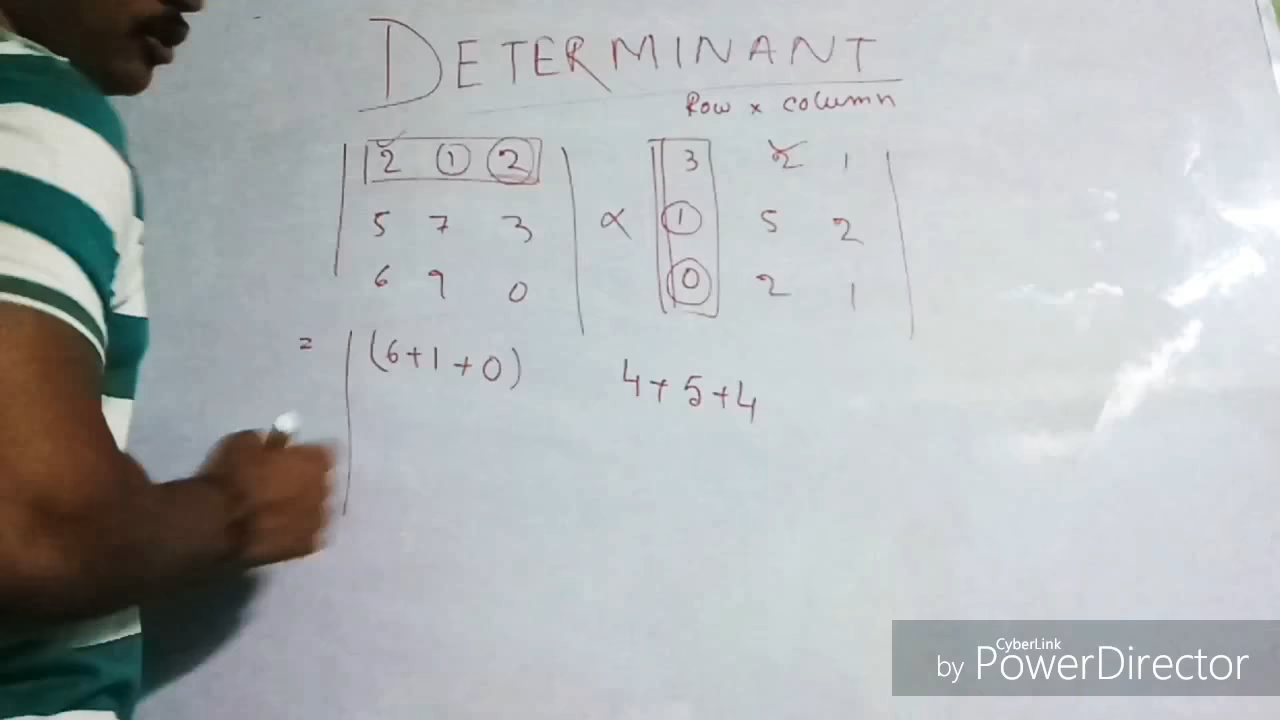 DETERMINANT
Row x column
| 2 1 2 | x | 3 2 1 |
| 5 7 3 | | 1 5 2 |
| 6 9 0 | | 0 2 1 |
= | (6+1+0) 4+5+4
CyberLink
by PowerDirector